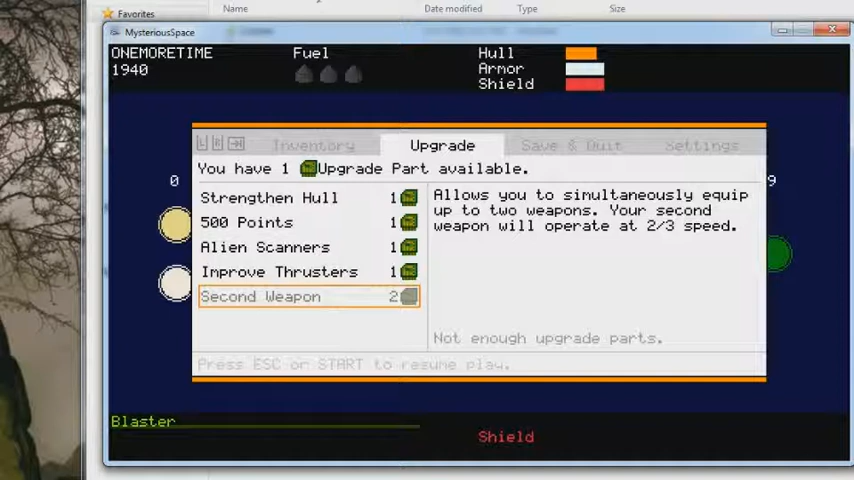 Favorites
Name Date modified Type Size
MysteriousSpace
ONEMORETIME Fuel Hull
1940 Armor
Shield
L R Inventory Upgrade Save & Quit Settings
You have 1 Upgrade Part available.
0
9
Strengthen Hull 1
500 Points 1
Alien Scanners 1
Improve Thrusters 1
Second Weapon 2
Allows you to simultaneously equip
up to two weapons. Your second
weapon will operate at 2/3 speed.
Not enough upgrade parts.
Press ESC or START to resume play.
Blaster
Shield